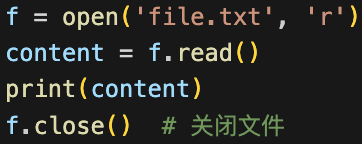 f = open('file.txt', 'r')
content = f.read()
print(content)
f.close()  # 关闭文件